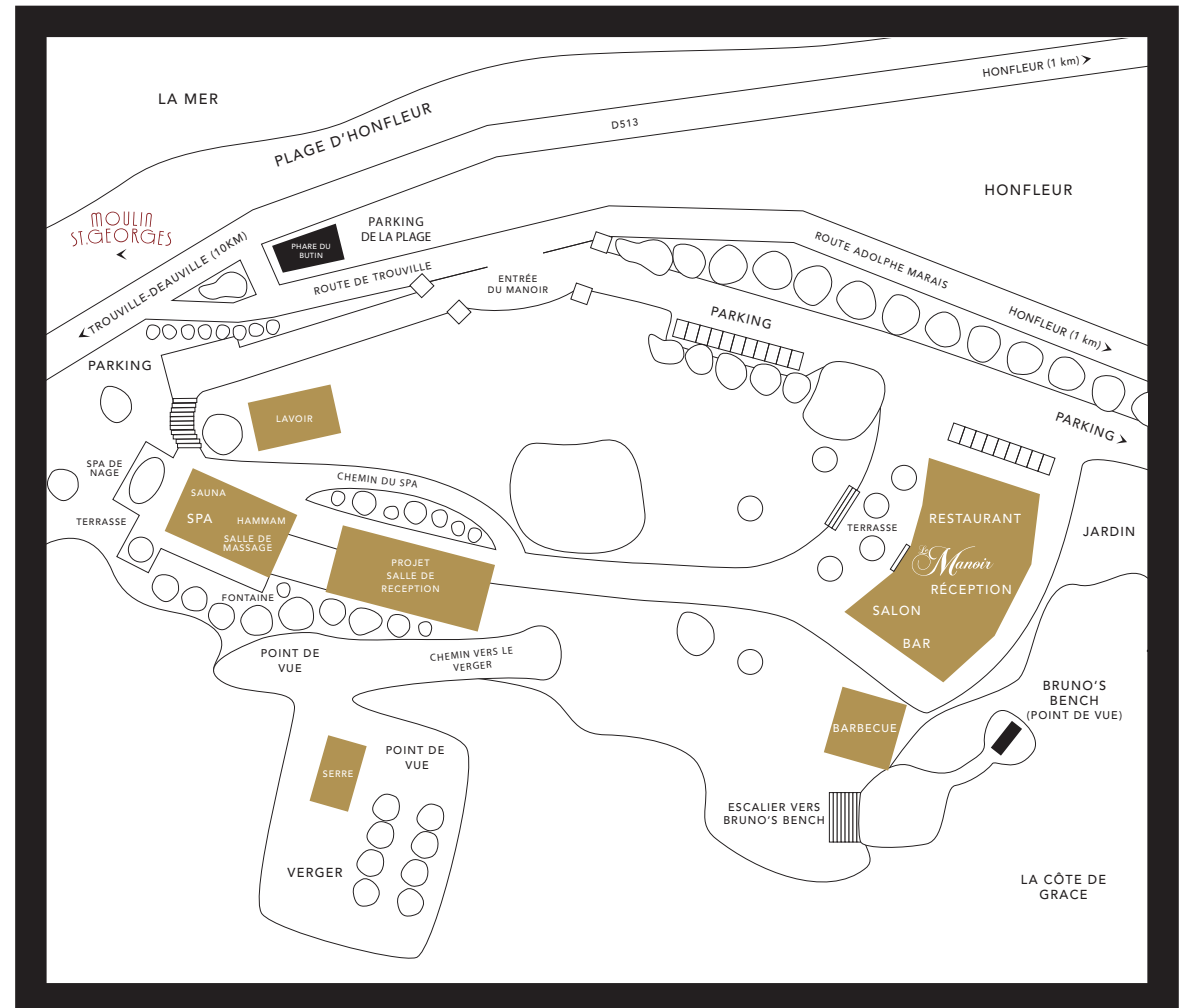 LA MER
PLAGE D'HONFLEUR
HONFLEUR (1 km)
D513
HONFLEUR
MOULIN
ST.GEORGES
TROUVILLE-DEAUVILLE (10KM)
PHARE DU
BUTIN
PARKING
DE LA PLAGE
ROUTE DE TROUVILLE
ENTRÉE
DU MANOIR
ROUTE ADOLPHE MARAIS
HONFLEUR (1 km)
PARKING
PARKING
PARKING
LAVOIR
SPA DE
NAGE
TERRASSE
SAUNA
SPA
HAMMAM
SALLE DE
MASSAGE
CHEMIN DU SPA
PROJET
SALLE DE
RECEPTION
FONTAINE
TERRASSE
RESTAURANT
Le Manoir
RÉCEPTION
SALON
BAR
JARDIN
POINT DE
VUE
CHEMIN VERS LE
VERGER
BRUNO'S
BENCH
(POINT DE VUE)
BARBECUE
POINT DE
VUE
SERRE
ESCALIER VERS
BRUNO'S BENCH
VERGER
LA CÔTE DE
GRACE